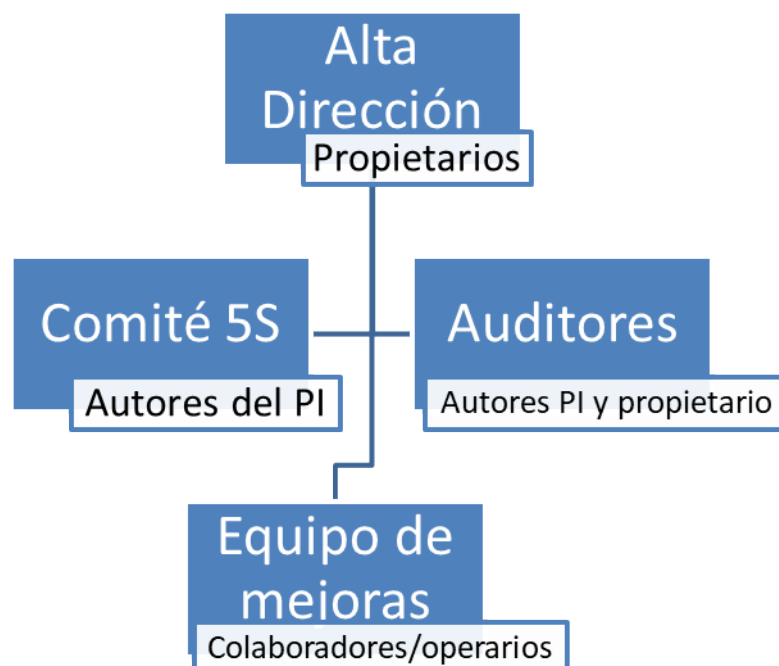 Alta
Dirección
Propietarios
Comité 5S
Autores del PI
Auditores
Autores PI y propietario
Equipo de
mejoras
Colaboradores/operarios